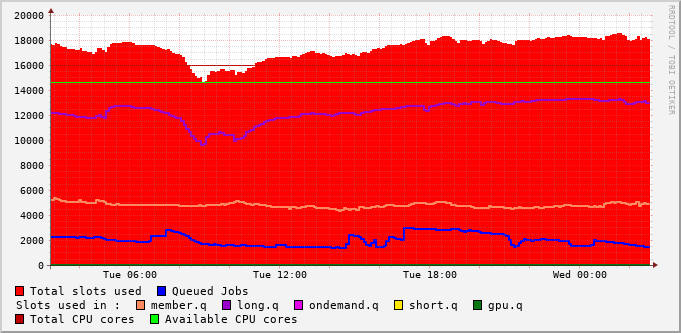 20000
18000
16000
14000
12000
10000
8000
6000
4000
2000
0
Tue 06:00 Tue 12:00 Tue 18:00 Wed 00:00
RRDTOOL / TOBI OETIKER
Total slots used Queued Jobs
Slots used in : member.q long.q ondemand.q short.q gpu.q
Total CPU cores Available CPU cores